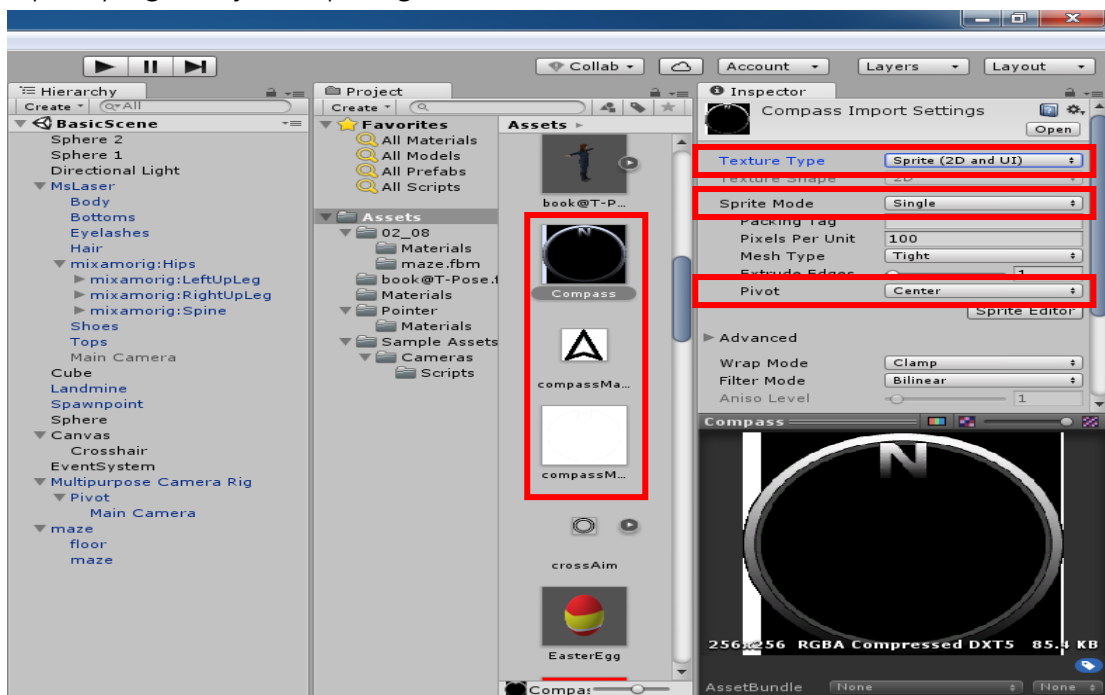 Collab
Account
Layers
Layout
Hierarchy
Create
All
BasicScene
Sphere 2
Sphere 1
Directional Light
MsLaser
Body
Bottoms
Eyelashes
Hair
mixamorig:Hips
mixamorig:LeftUpLeg
mixamorig:RightUpLeg
mixamorig:Spine
Shoes
Tops
Main Camera
Cube
Landmine
Spawnpoint
Sphere
Canvas
Crosshair
EventSystem
Multipurpose Camera Rig
Pivot
Main Camera
maze
floor
maze
Project
Create
Favorites
All Materials
All Models
All Prefabs
All Scripts
Assets
02_08
Materials
maze.fbm
book@T-Pose.f
Materials
Pointer
Materials
Sample Assets
Cameras
Scripts
Assets
book@T-P...
N
Compass
compassMa...
compassM...
crossAim
EasterEgg
Compas
Inspector
Compass Import Settings
Open
Texture Type Sprite (2D and UI)
Texture Shape 2D
Sprite Mode Single
Packing Tag
Pixels Per Unit 100
Mesh Type Tight
Extrude Edges 1
Pivot Center
Sprite Editor
Advanced
Wrap Mode Clamp
Filter Mode Bilinear
Aniso Level 1
Compass
N
256x256 RGBA Compressed DXT5 85.4 KB
AssetBundle None None